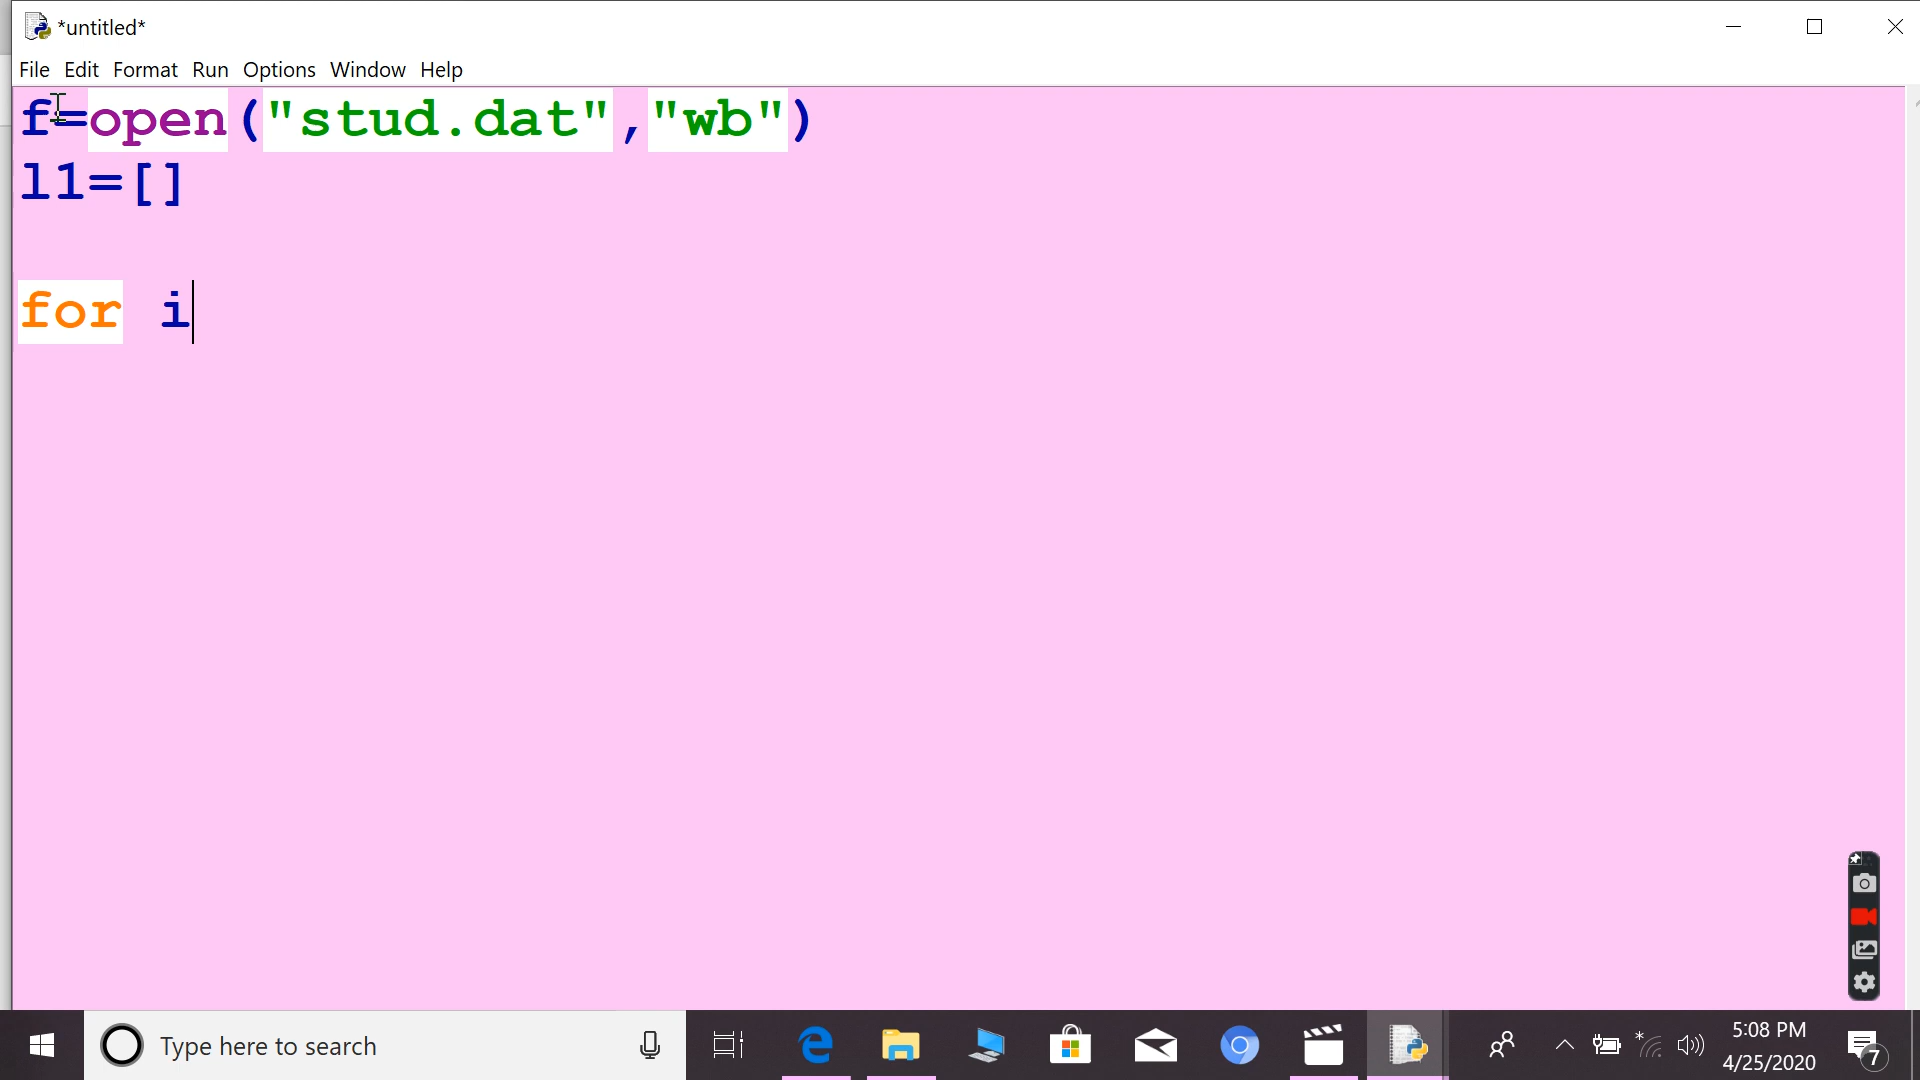 *untitled*
File Edit Format Run Options Window Help
f=open("stud.dat","wb")
l1=[]
for i
Type here to search
5:08 PM
4/25/2020
7